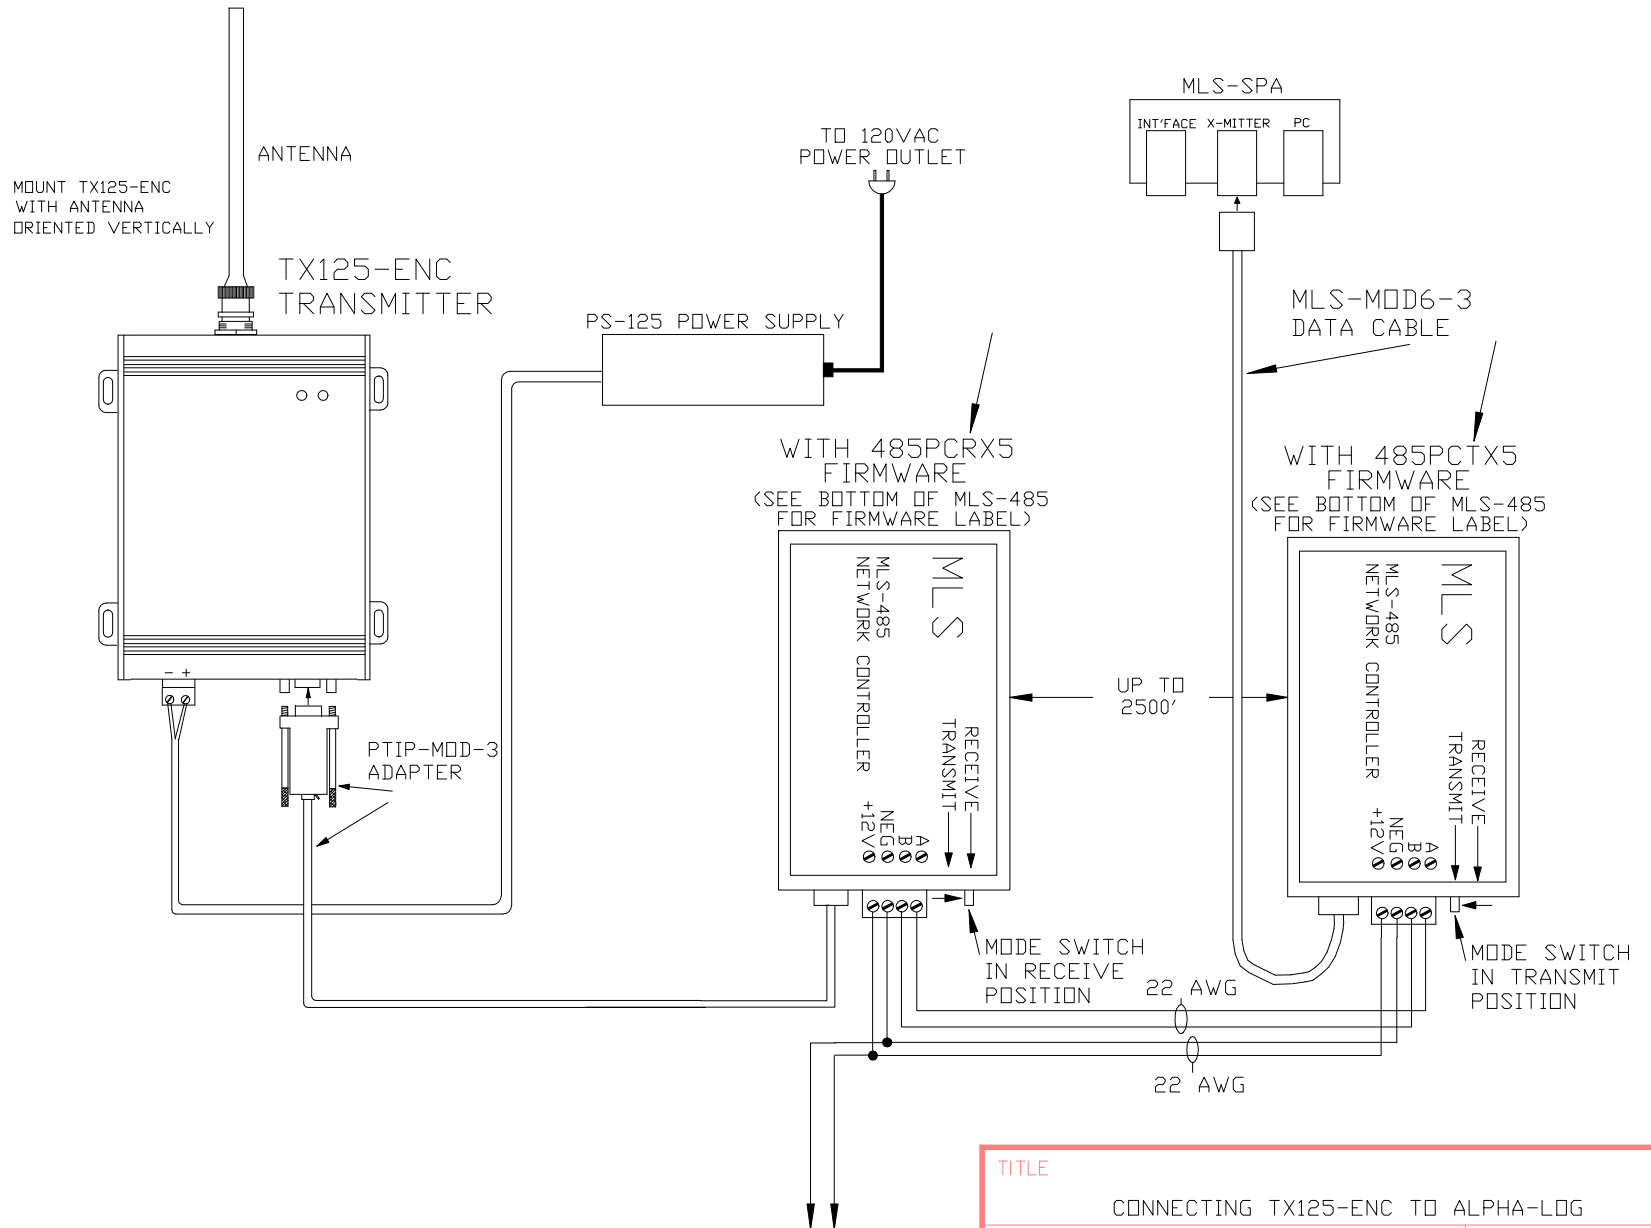 MLS-SPA
INT'FACE X-MITTER PC
TO 120VAC
POWER OUTLET
ANTENNA
MOUNT TX125-ENC
WITH ANTENNA
ORIENTED VERTICALLY
TX125-ENC
TRANSMITTER
PS-125 POWER SUPPLY
MLS-MOD6-3
DATA CABLE
WITH 485PCRX5
FIRMWARE
(SEE BOTTOM OF MLS-485
FOR FIRMWARE LABEL)
WITH 485PCTX5
FIRMWARE
(SEE BOTTOM OF MLS-485
FOR FIRMWARE LABEL)
MLS
MLS-485
NETWORK CONTROLLER
RECEIVE
TRANSMIT
A
B
NEG
+12V
MLS
MLS-485
NETWORK CONTROLLER
RECEIVE
TRANSMIT
A
B
NEG
+12V
UP TO
2500'
- +
PTIP-MOD-3
ADAPTER
MODE SWITCH
IN RECEIVE
POSITION
MODE SWITCH
IN TRANSMIT
POSITION
22 AWG
22 AWG
TITLE
CONNECTING TX125-ENC TO ALPHA-LOG